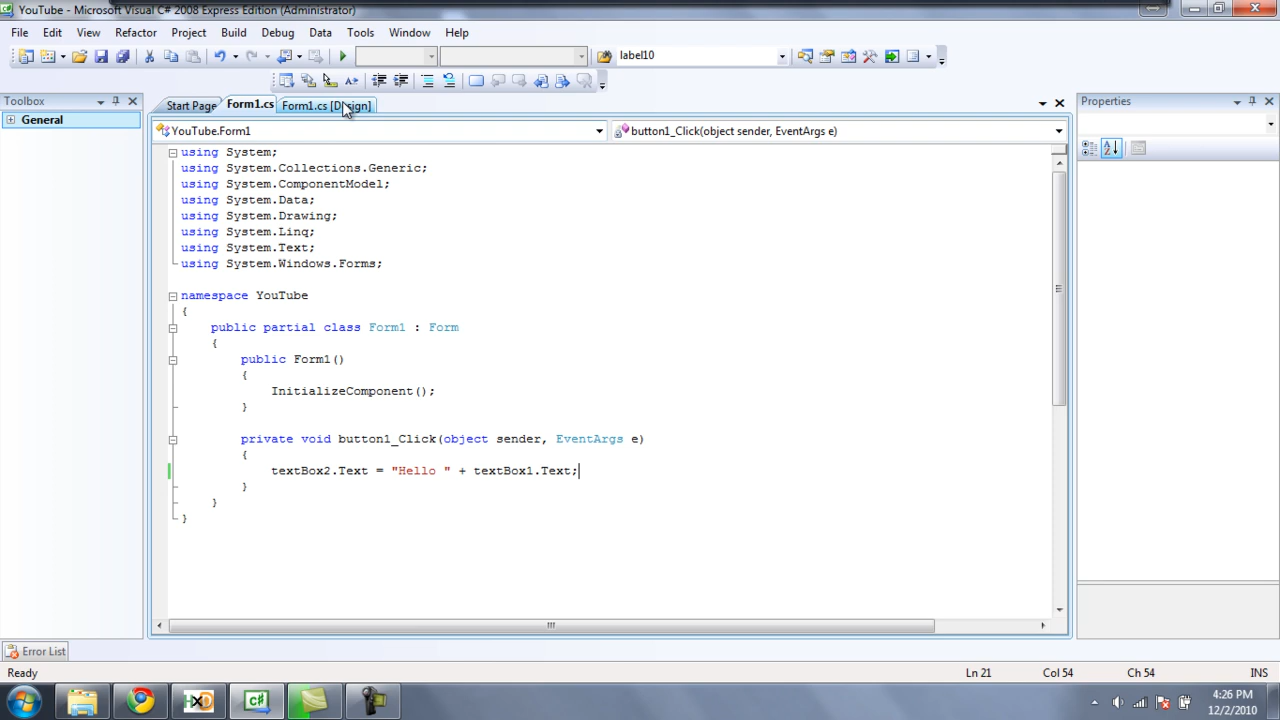 YouTube - Microsoft Visual C# 2008 Express Edition (Administrator)
File Edit View Refactor Project Build Debug Data Tools Window Help
label10
Toolbox
General
Start Page Form1.cs Form1.cs [Design]
Properties
YouTube.Form1 button1_Click(object sender, EventArgs e)
using System;
using System.Collections.Generic;
using System.ComponentModel;
using System.Data;
using System.Drawing;
using System.Linq;
using System.Text;
using System.Windows.Forms;
namespace YouTube
{
public partial class Form1 : Form
{
public Form1()
{
InitializeComponent();
}
private void button1_Click(object sender, EventArgs e)
{
textBox2.Text = "Hello " + textBox1.Text;
}
}
}
Error List
Ready Ln 21 Col 54 Ch 54 INS
4:26 PM
12/2/2010